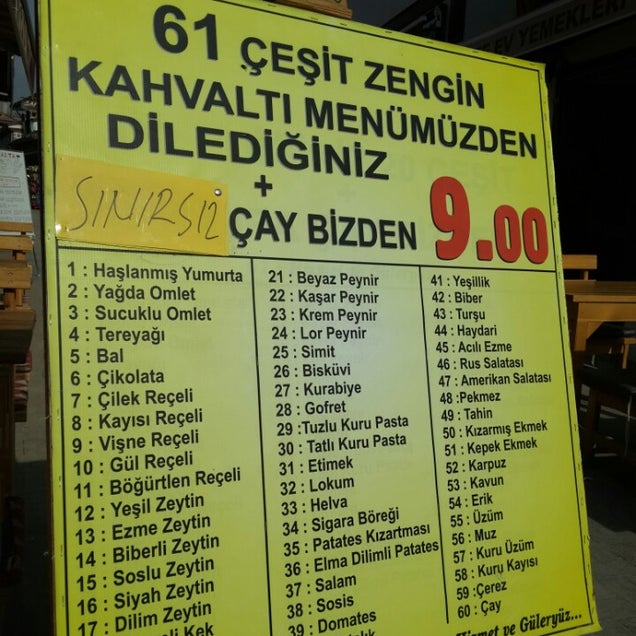 EV YEMEKLERİ
61 ÇEŞİT ZENGİN
KAHVALTI MENÜMÜZDEN
DİLEDİĞİNİZ
+
SINIRSIZ
ÇAY BİZDEN 9.00
1 : Haşlanmış Yumurta
2 : Yağda Omlet
3 : Sucuklu Omlet
4 : Tereyağı
5 : Bal
6 : Çikolata
7 : Çilek Reçeli
8 : Kayısı Reçeli
9 : Vişne Reçeli
10 : Gül Reçeli
11 : Böğürtlen Reçeli
12 : Yeşil Zeytin
13 : Ezme Zeytin
14 : Biberli Zeytin
15 : Soslu Zeytin
16 : Siyah Zeytin
17 : Dilim Zeytin
Kek
21 : Beyaz Peynir
22 : Kaşar Peynir
23 : Krem Peynir
24 : Lor Peynir
25 : Simit
26 : Bisküvi
27 : Kurabiye
28 : Gofret
29 : Tuzlu Kuru Pasta
30 : Tatlı Kuru Pasta
31 : Etimek
32 : Lokum
33 : Helva
34 : Sigara Böreği
35 : Patates Kızartması
36 : Elma Dilimli Patates
37 : Salam
38 : Sosis
39 : Domates
41 : Yeşillik
42 : Biber
43 : Turşu
44 : Haydari
45 : Acılı Ezme
46 : Rus Salatası
47 : Amerikan Salatası
48 : Pekmez
49 : Tahin
50 : Kızarmış Ekmek
51 : Kepek Ekmek
52 : Karpuz
53 : Kavun
54 : Erik
55 : Üzüm
56 : Muz
57 : Kuru Üzüm
58 : Kuru Kayısı
59 : Çerez
60 : Çay
Hizmet ve Güleryüz...